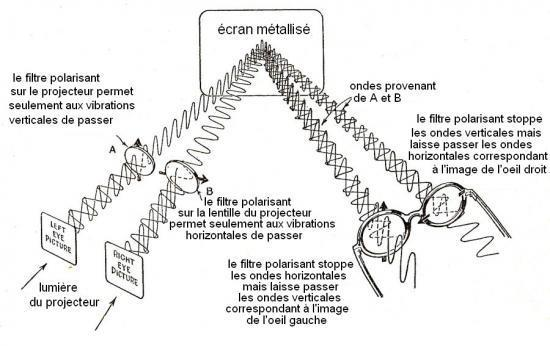 écran métallisé
le filtre polarisant
sur le projecteur permet
seulement aux vibrations
verticales de passer
A
B
le filtre polarisant
sur la lentille du projecteur
permet seulement aux vibrations
horizontales de passer
ondes provenant
de A et B
le filtre polarisant stoppe
les ondes verticales mais
laisse passer les ondes
horizontales correspondant
à l'image de l'oeil droit
LEFT
EYE
PICTURE
RIGHT
EYE
PICTURE
lumière
du projecteur
le filtre polarisant stoppe
les ondes horizontales
mais laisse passer
les ondes verticales
correspondant à l'image
de l'oeil gauche